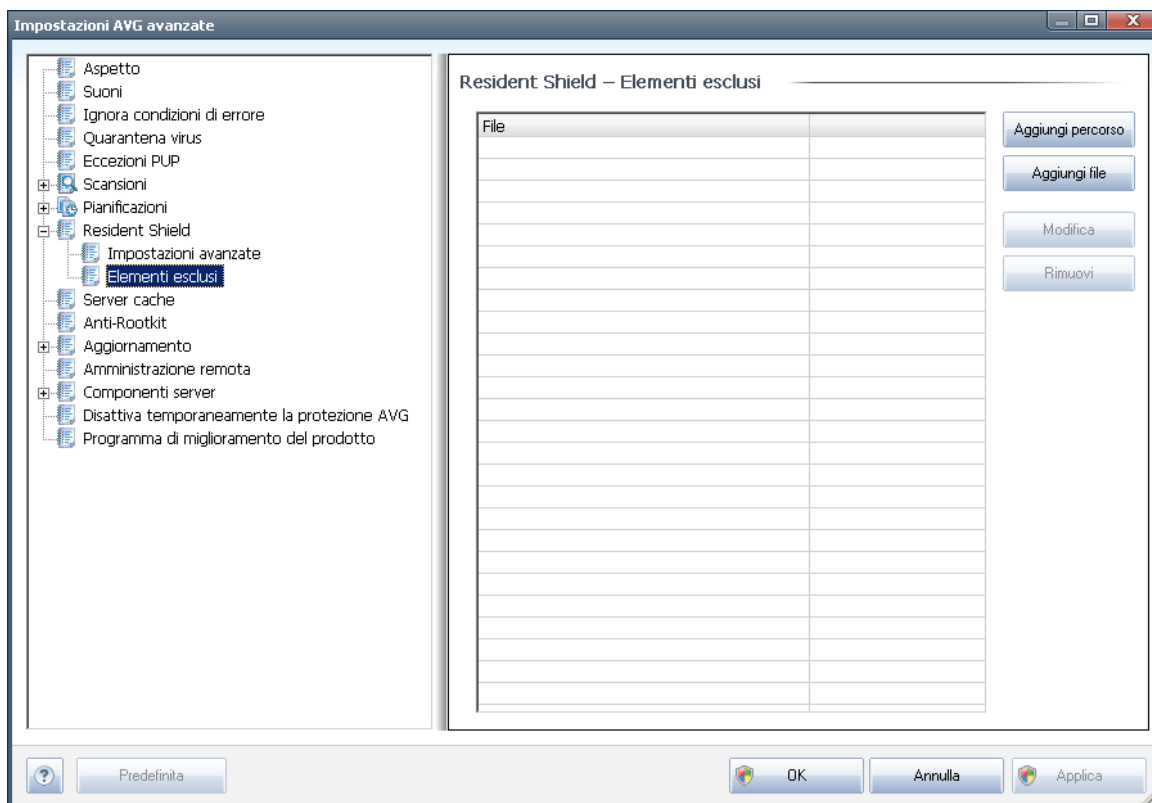 Impostazioni AVG avanzate
Aspetto
Suoni
Ignora condizioni di errore
Quarantena virus
Eccezioni PUP
Scansioni
Pianificazioni
Resident Shield
Impostazioni avanzate
Elementi esclusi
Server cache
Anti-Rootkit
Aggiornamento
Amministrazione remota
Componenti server
Disattiva temporaneamente la protezione AVG
Programma di miglioramento del prodotto
Resident Shield – Elementi esclusi
File
Aggiungi percorso
Aggiungi file
Modifica
Rimuovi
?
Predefinita
OK
Annulla
Applica